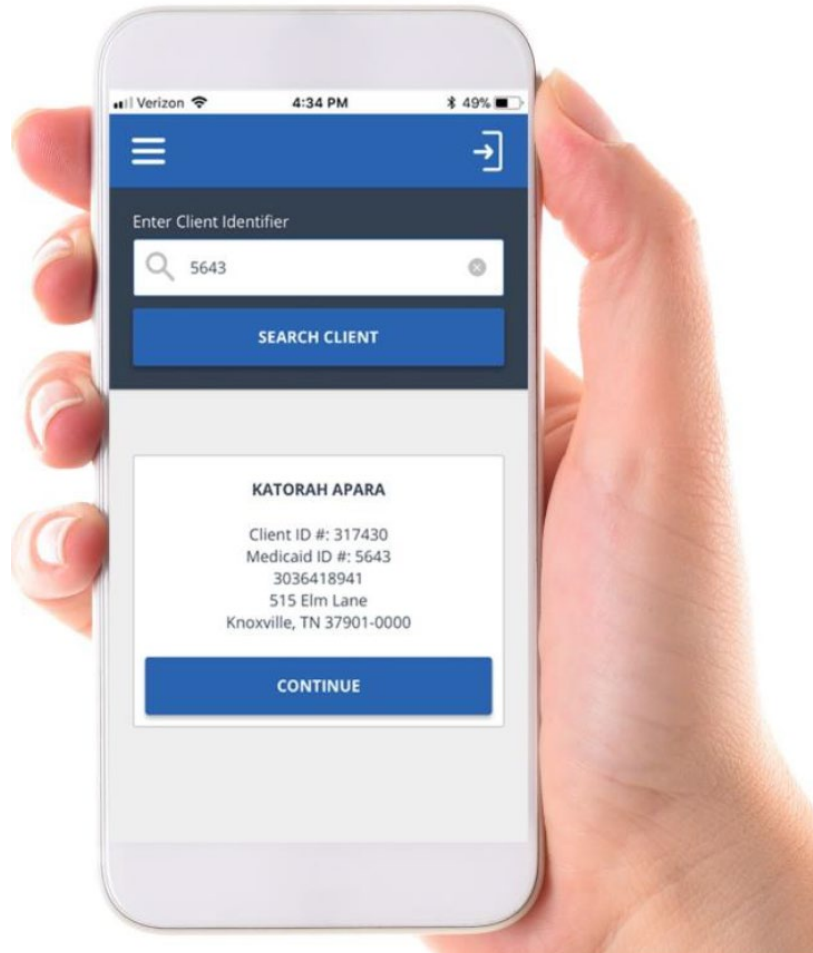 Verizon 4:34 PM 49%
Enter Client Identifier
5643
SEARCH CLIENT
KATORAH APARA
Client ID #: 317430
Medicaid ID #: 5643
3036418941
515 Elm Lane
Knoxville, TN 37901-0000
CONTINUE